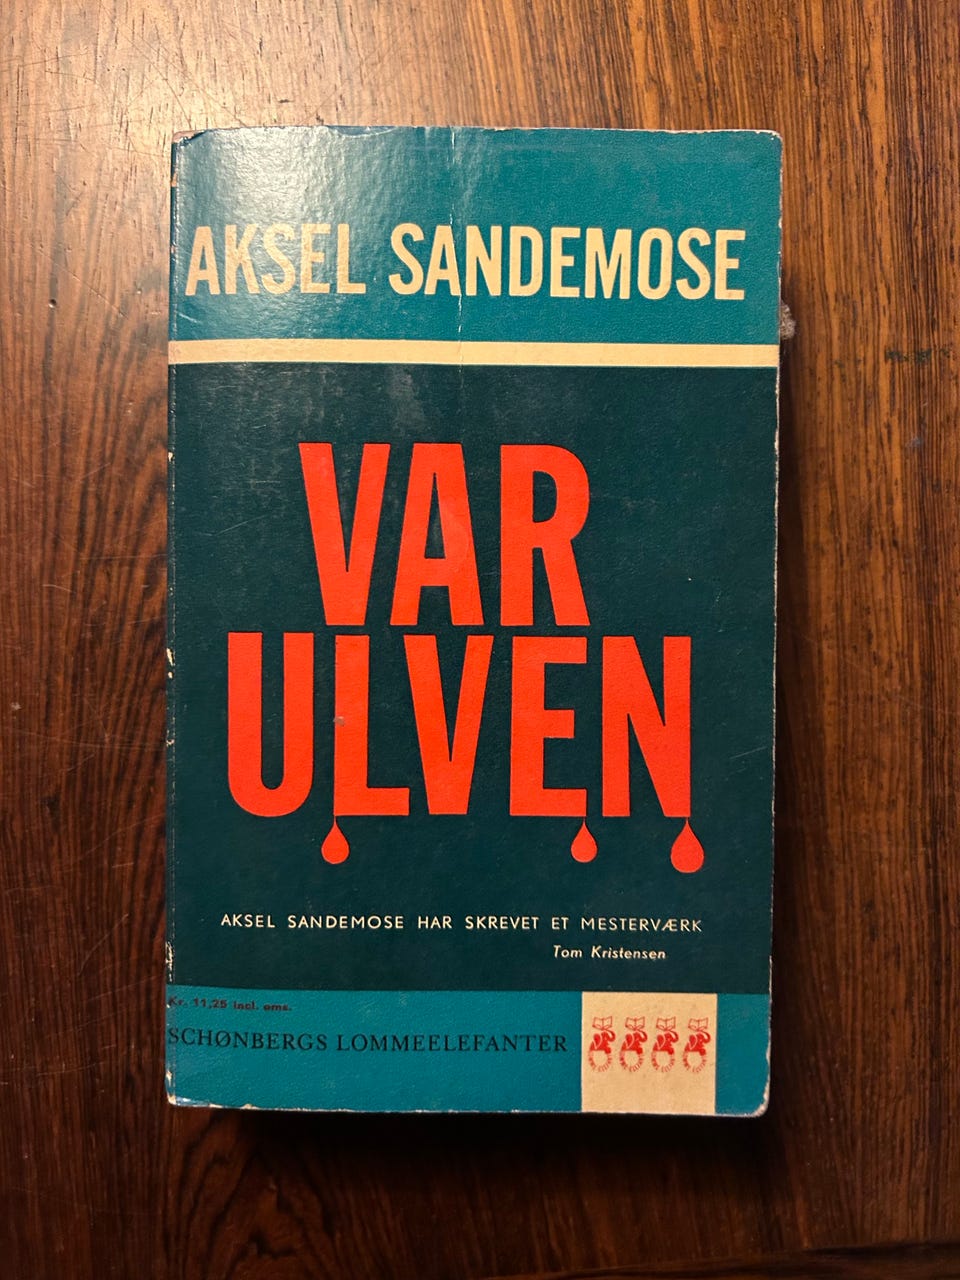 AKSEL SANDEMOSE
VAR
ULVEN
AKSEL SANDEMOSE HAR SKREVET ET MESTERVÆRK
Tom Kristensen
Kr. 11,25 incl. oms.
SCHØNBERGS LOMMEELEFANTER